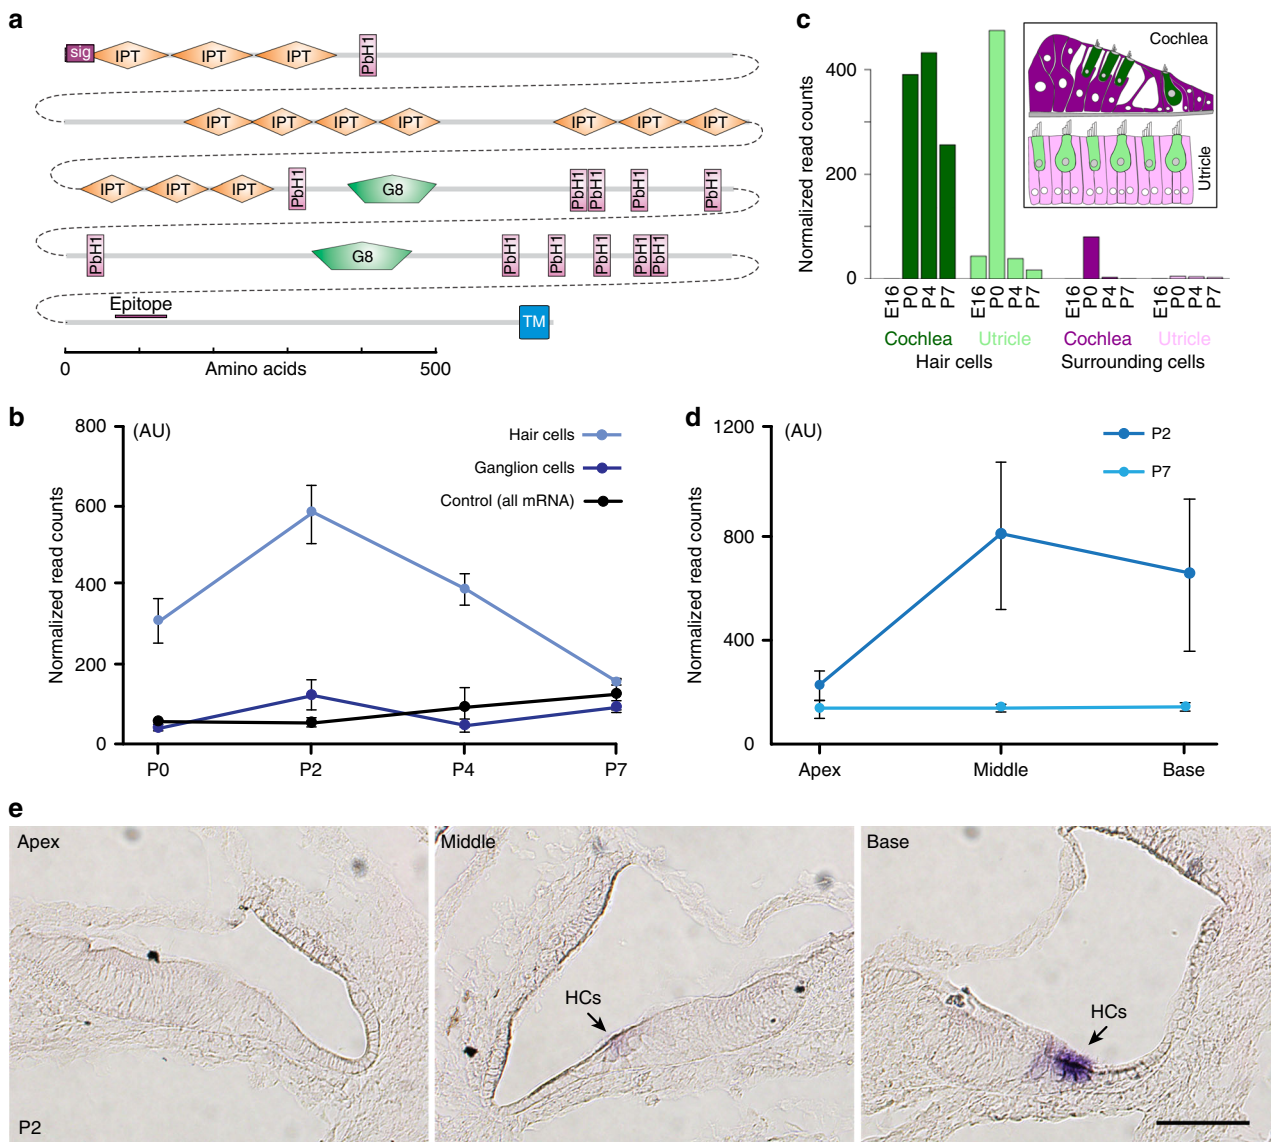 a
sig IPT IPT IPT PbH1
IPT IPT IPT IPT IPT IPT IPT
IPT IPT IPT PbH1 G8 PbH1 PbH1 PbH1 PbH1
PbH1 G8 PbH1 PbH1 PbH1 PbH1 PbH1
Epitope
TM
0 Amino acids 500
c
Normalized read counts
400
200
0
Cochlea
Utricle
E16 P0 P4 P7 E16 P0 P4 P7 E16 P0 P4 P7 E16 P0 P4 P7
Cochlea Utricle Cochlea Utricle
Hair cells Surrounding cells
b
(AU)
Normalized read counts
800
600
400
200
0
Hair cells
Ganglion cells
Control (all mRNA)
P0 P2 P4 P7
d
(AU)
Normalized read counts
1200
800
400
0
P2
P7
Apex Middle Base
e
Apex
P2
Middle
HCs
Base
HCs